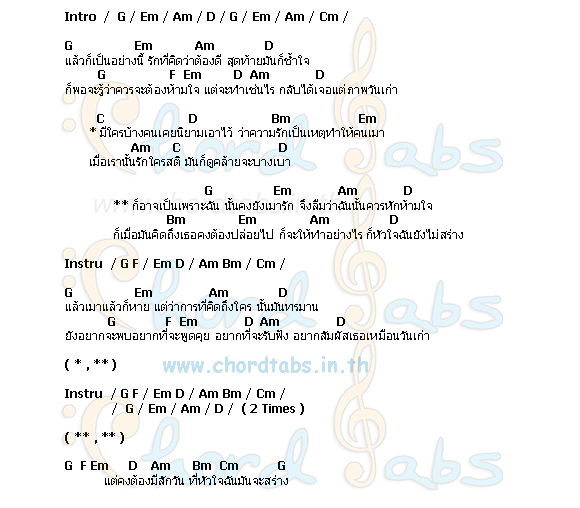 Intro / G / Em / Am / D / G / Em / Am / Cm /
G Em Am D
แล้วก็เป็นอย่างนี้ รักที่คิดว่าต้องดี สุดท้ายมันก็ช้ำใจ
G F Em D Am D
ก็พอจะรู้ว่าควรจะต้องห้ามใจ แต่จะทำเช่นไร กลับได้เจอแต่ภาพวันเก่า
C D Bm Em
* มีใครบ้างคนเคยนิยามเอาไว้ ว่าความรักเป็นเหตุทำให้คนเมา
Am C D
เมื่อเรานั้นรักใครสติ มันก็ดูคล้ายจะบางเบา
G Em Am D
** ก็อาจเป็นเพราะฉัน นั้นคงยังเมารัก จึงลืมว่าฉันนั้นควรหักห้ามใจ
Bm Em Am D
ก็เมื่อมันคิดถึงเธอคงต้องปล่อยไป ก็จะให้ทำอย่างไร ก็หัวใจฉันยังไม่สร่าง
Instru / G F / Em D / Am Bm / Cm /
G Em Am D
แล้วเมาแล้วก็หาย แต่ว่าการที่คิดถึงใคร นั้นมันทรมาน
G F Em D Am D
ยังอยากจะพบอยากที่จะพูดคุย อยากที่จะรับฟัง อยากสัมผัสเธอเหมือนวันเก่า
( * , ** )
www.chordtabs.in.th
Instru / G F / Em D / Am Bm / Cm /
/ G / Em / Am / D / ( 2 Times )
( ** , ** )
G F Em D Am Bm Cm G
แต่คงต้องมีสักวัน ที่หัวใจฉันมันจะสร่าง